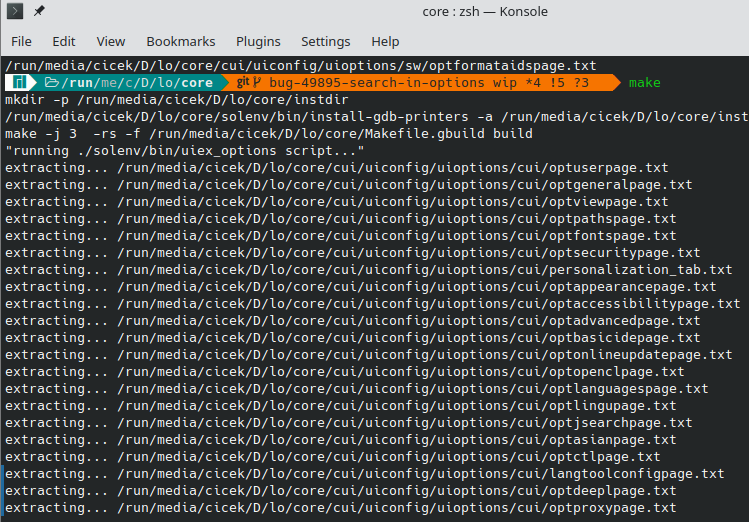 core : zsh — Konsole
File Edit View Bookmarks Plugins Settings Help
/run/media/cicek/D/lo/core/cui/uiconfig/uioptions/sw/optformataidspage.txt
/run/me/c/D/lo/core git bug-49895-search-in-options wip *4 !5 ?3 make
mkdir -p /run/media/cicek/D/lo/core/instdir
/run/media/cicek/D/lo/core/solenv/bin/install-gdb-printers -a /run/media/cicek/D/lo/core/inst
make -j 3  -rs -f /run/media/cicek/D/lo/core/Makefile.gbuild build
"running ./solenv/bin/uiex_options script..."
extracting... /run/media/cicek/D/lo/core/cui/uiconfig/uioptions/cui/optuserpage.txt
extracting... /run/media/cicek/D/lo/core/cui/uiconfig/uioptions/cui/optgeneralpage.txt
extracting... /run/media/cicek/D/lo/core/cui/uiconfig/uioptions/cui/optviewpage.txt
extracting... /run/media/cicek/D/lo/core/cui/uiconfig/uioptions/cui/optpathspage.txt
extracting... /run/media/cicek/D/lo/core/cui/uiconfig/uioptions/cui/optfontspage.txt
extracting... /run/media/cicek/D/lo/core/cui/uiconfig/uioptions/cui/optsecuritypage.txt
extracting... /run/media/cicek/D/lo/core/cui/uiconfig/uioptions/cui/personalization_tab.txt
extracting... /run/media/cicek/D/lo/core/cui/uiconfig/uioptions/cui/optappearancepage.txt
extracting... /run/media/cicek/D/lo/core/cui/uiconfig/uioptions/cui/optaccessibilitypage.txt
extracting... /run/media/cicek/D/lo/core/cui/uiconfig/uioptions/cui/optadvancedpage.txt
extracting... /run/media/cicek/D/lo/core/cui/uiconfig/uioptions/cui/optbasicidepage.txt
extracting... /run/media/cicek/D/lo/core/cui/uiconfig/uioptions/cui/optonlineupdatepage.txt
extracting... /run/media/cicek/D/lo/core/cui/uiconfig/uioptions/cui/optopenclpage.txt
extracting... /run/media/cicek/D/lo/core/cui/uiconfig/uioptions/cui/optlanguagespage.txt
extracting... /run/media/cicek/D/lo/core/cui/uiconfig/uioptions/cui/optlingupage.txt
extracting... /run/media/cicek/D/lo/core/cui/uiconfig/uioptions/cui/optjsearchpage.txt
extracting... /run/media/cicek/D/lo/core/cui/uiconfig/uioptions/cui/optasianpage.txt
extracting... /run/media/cicek/D/lo/core/cui/uiconfig/uioptions/cui/optctlpage.txt
extracting... /run/media/cicek/D/lo/core/cui/uiconfig/uioptions/cui/langtoolconfigpage.txt
extracting... /run/media/cicek/D/lo/core/cui/uiconfig/uioptions/cui/optdeeplpage.txt
extracting... /run/media/cicek/D/lo/core/cui/uiconfig/uioptions/cui/optproxypage.txt